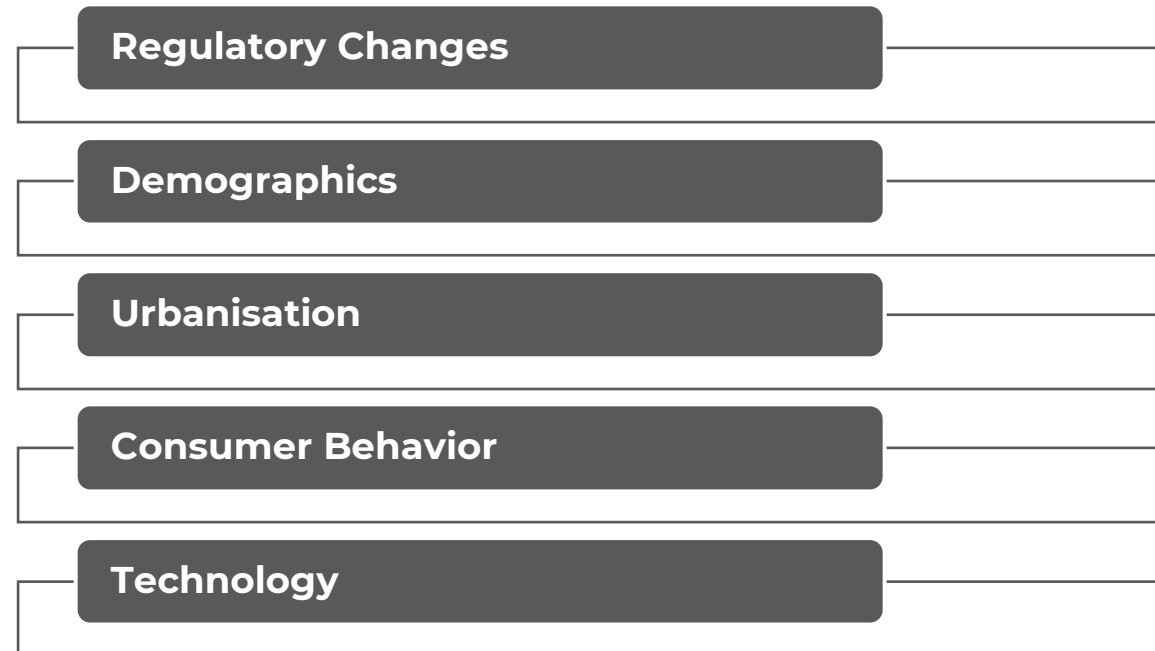 Regulatory Changes
Demographics
Urbanisation
Consumer Behavior
Technology